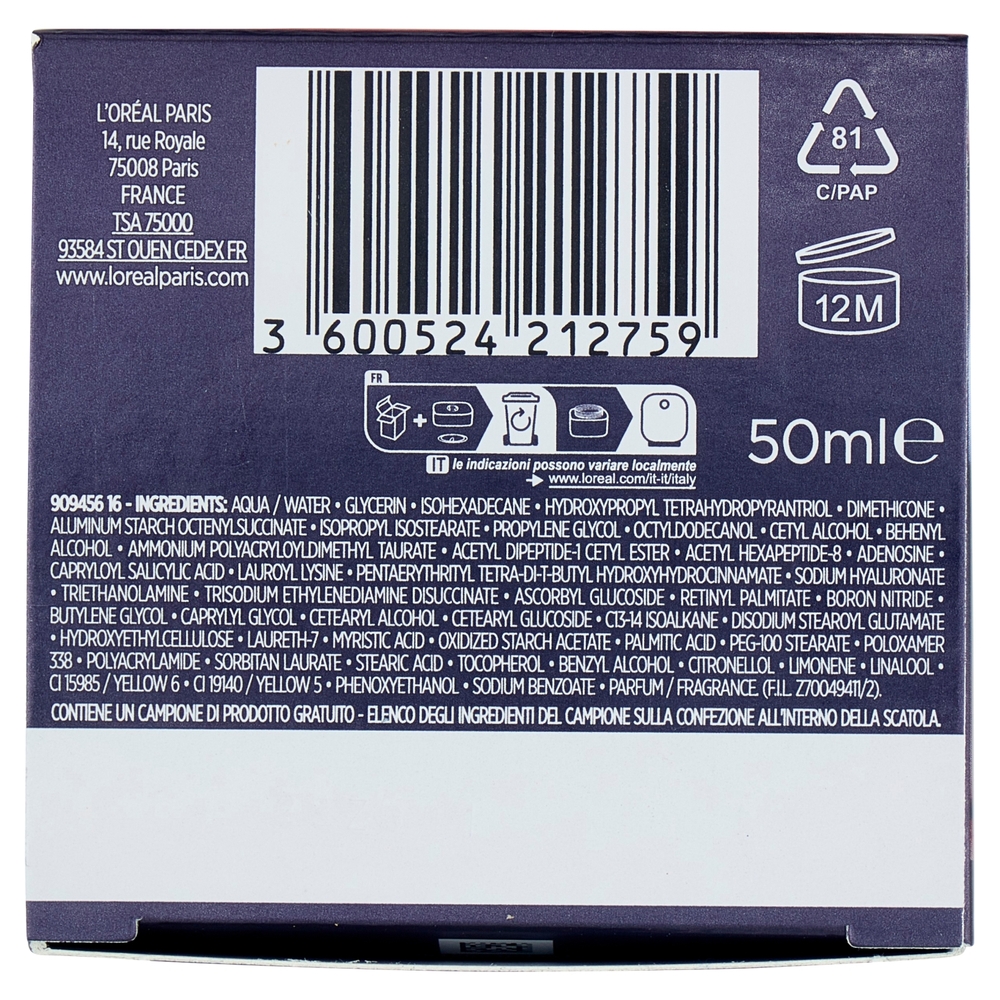 L'ORÉAL PARIS
14, rue Royale
75008 Paris
FRANCE
TSA 75000
93584 ST OUEN CEDEX FR
www.lorealparis.com
3 600524 212759
81
C/PAP
12M
FR
50ml e
IT le indicazioni possono variare localmente
www.loreal.com/it-it/italy
909456 16 - INGREDIENTS: AQUA / WATER • GLYCERIN • ISOHEXADECANE • HYDROXYPROPYL TETRAHYDROPYRANTRIOL • DIMETHICONE •
ALUMINUM STARCH OCTENYLSUCCINATE • ISOPROPYL ISOSTEARATE • PROPYLENE GLYCOL • OCTYLDODECANOL • CETYL ALCOHOL • BEHENYL
ALCOHOL • AMMONIUM POLYACRYLOYLDIMETHYL TAURATE • ACETYL DIPEPTIDE-1 CETYL ESTER • ACETYL HEXAPEPTIDE-8 • ADENOSINE •
CAPRYLOYL SALICYLIC ACID • LAUROYL LYSINE • PENTAERYTHRITYL TETRA-DI-T-BUTYL HYDROXYHYDROCINNAMATE • SODIUM HYALURONATE
• TRIETHANOLAMINE • TRISODIUM ETHYLENEDIAMINE DISUCCINATE • ASCORBYL GLUCOSIDE • RETINYL PALMITATE • BORON NITRIDE •
BUTYLENE GLYCOL • CAPRYLYL GLYCOL • CETEARYL ALCOHOL • CETEARYL GLUCOSIDE • C13-14 ISOALKANE • DISODIUM STEAROYL GLUTAMATE
• HYDROXYETHYLCELLULOSE • LAURETH-7 • MYRISTIC ACID • OXIDIZED STARCH ACETATE • PALMITIC ACID • PEG-100 STEARATE • POLOXAMER
338 • POLYACRYLAMIDE • SORBITAN LAURATE • STEARIC ACID • TOCOPHEROL • BENZYL ALCOHOL • CITRONELLOL • LIMONENE • LINALOOL •
CI 15985 / YELLOW 6 • CI 19140 / YELLOW 5 • PHENOXYETHANOL • SODIUM BENZOATE • PARFUM / FRAGRANCE. (F.I.L. Z70049411/2).
CONTIENE UN CAMPIONE DI PRODOTTO GRATUITO - ELENCO DEGLI INGREDIENTI DEL CAMPIONE SULLA CONFEZIONE ALL'INTERNO DELLA SCATOLA.